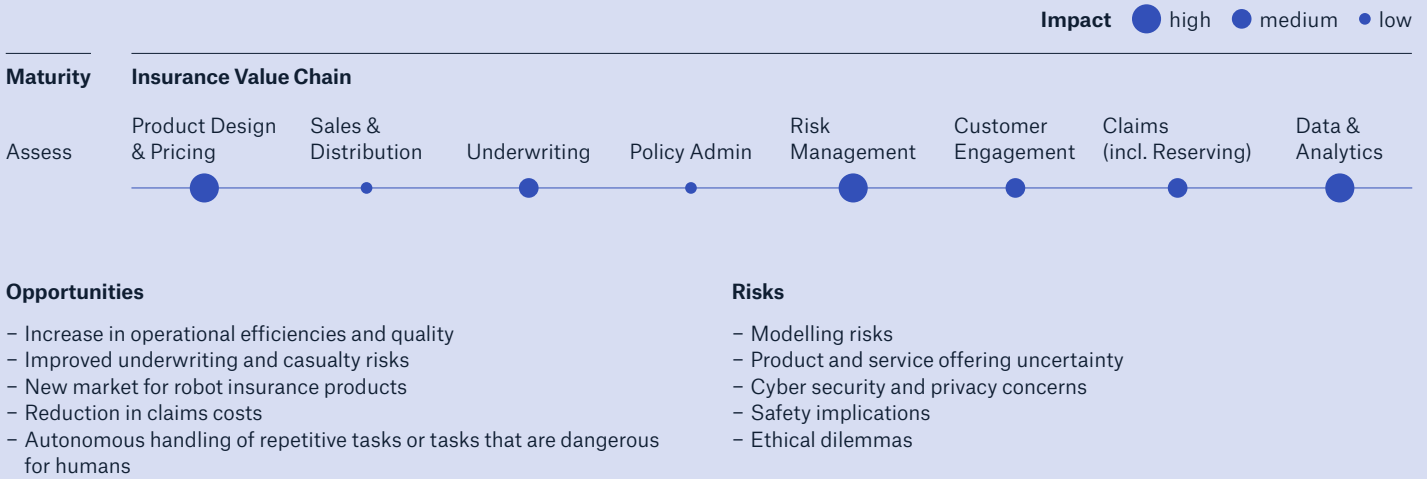 Impact high medium low
Maturity Insurance Value Chain
Assess
Product Design
& Pricing
Sales &
Distribution
Underwriting
Policy Admin
Risk
Management
Customer
Engagement
Claims
(incl. Reserving)
Data &
Analytics
Opportunities
– Increase in operational efficiencies and quality
– Improved underwriting and casualty risks
– New market for robot insurance products
– Reduction in claims costs
– Autonomous handling of repetitive tasks or tasks that are dangerous
for humans
Risks
– Modelling risks
– Product and service offering uncertainty
– Cyber security and privacy concerns
– Safety implications
– Ethical dilemmas